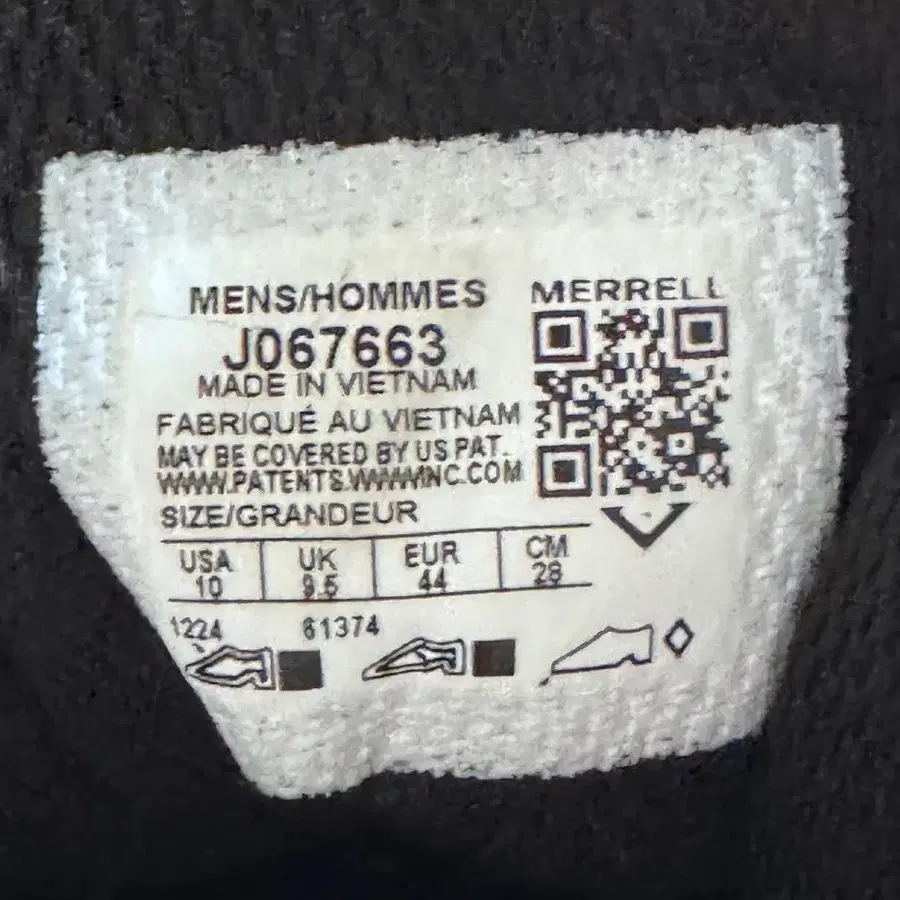 MENS/HOMMES
MERRELL
J067663
MADE IN VIETNAM
FABRIQUÉ AU VIETNAM
MAY BE COVERED BY US PAT.
WWW.PATENTS.WWWINC.COM
SIZE/GRANDEUR
USA UK EUR CM
10 9.5 44 28
1224 61374